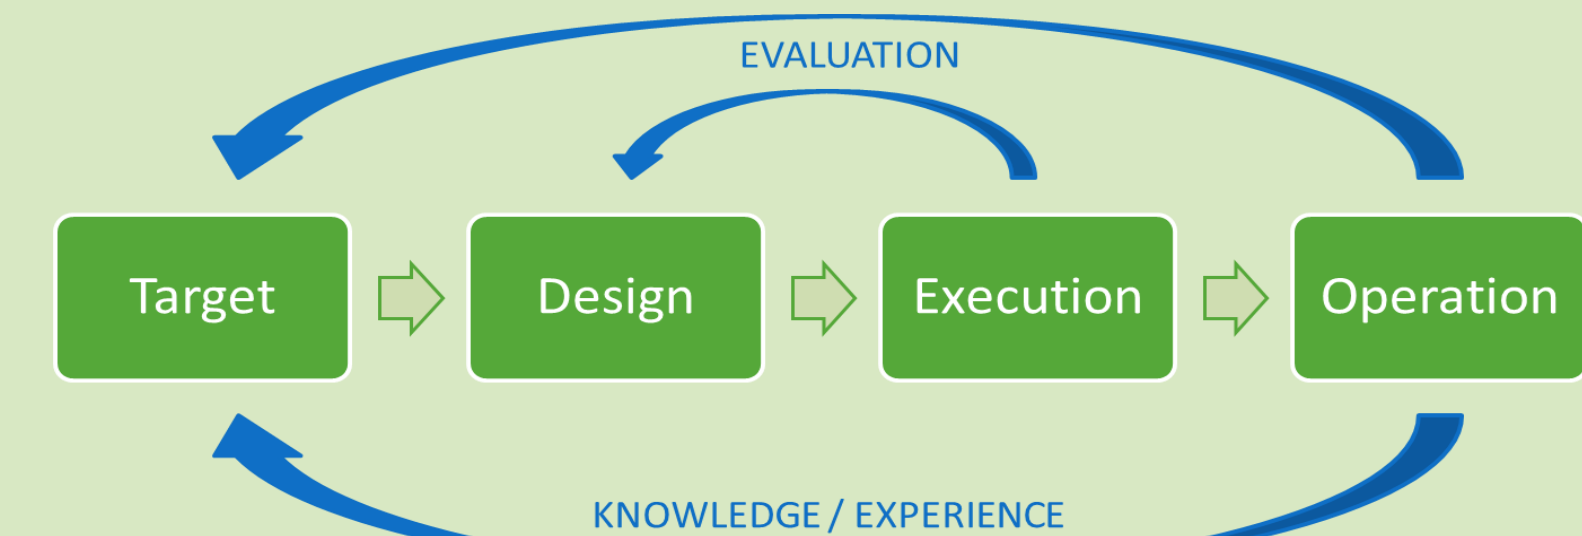 EVALUATION
Target
Design
Execution
Operation
KNOWLEDGE / EXPERIENCE